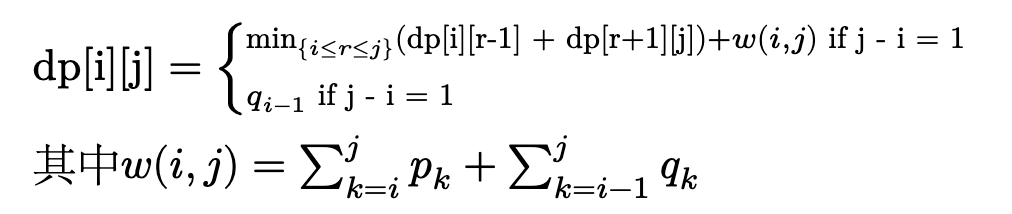 dp[i][j] = { min_{i≤r≤j}(dp[i][r-1] + dp[r+1][j])+w(i,j) if j - i = 1
q_{i−1} if j - i = 1
其中w(i, j) = ∑_{k=i}^{j} p_k + ∑_{k=i−1}^{j} q_k